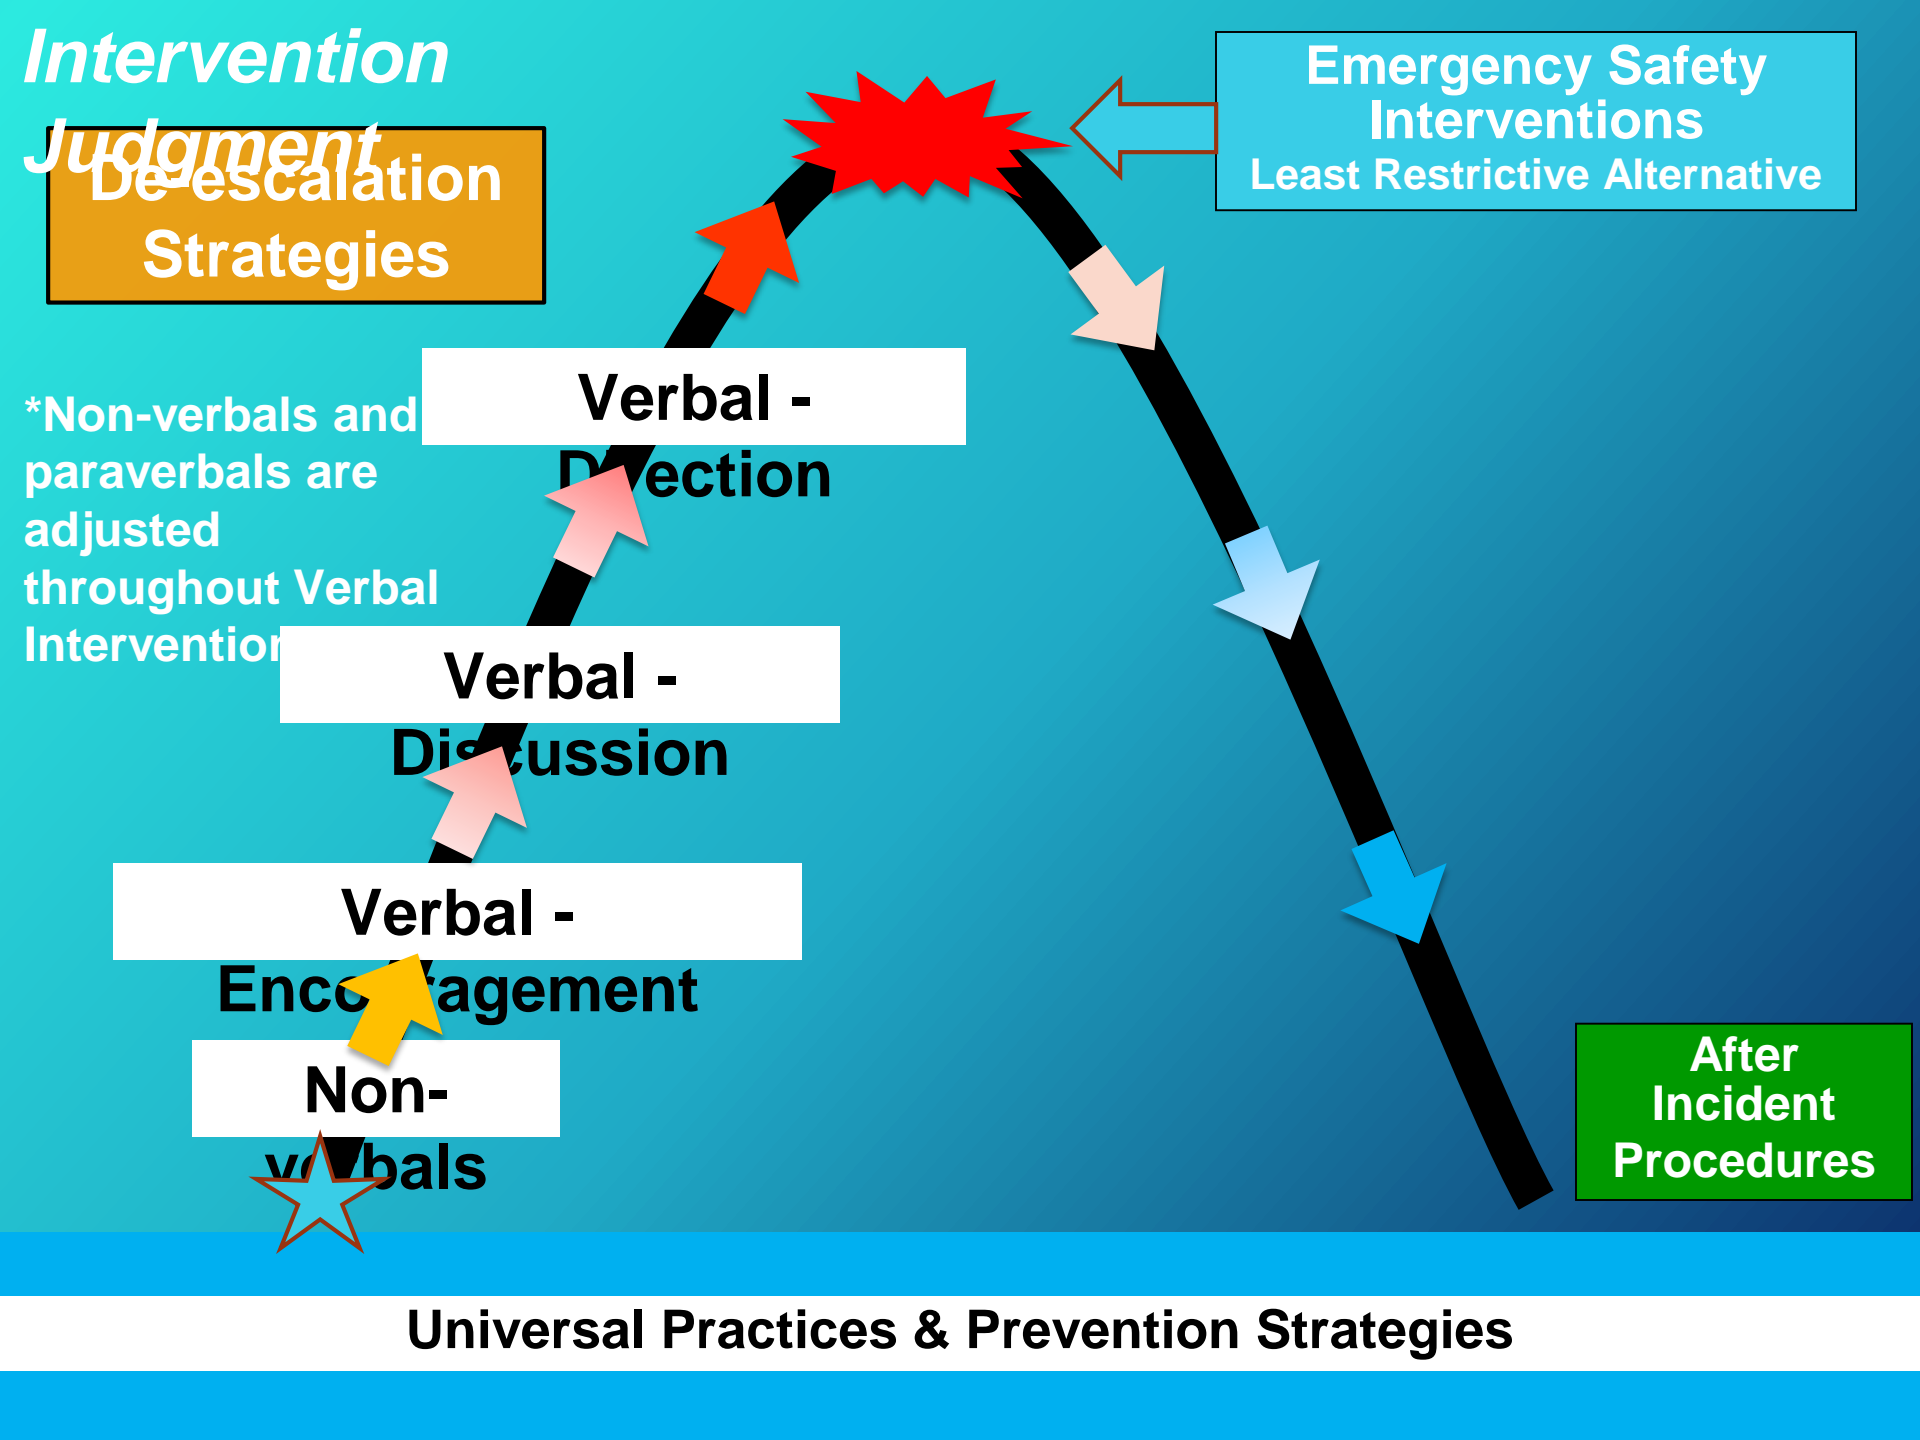 Intervention
Judgment
De-escalation
Strategies
Emergency Safety
Interventions
Least Restrictive Alternative
*Non-verbals and
paraverbals are
adjusted
throughout Verbal
Intervention
Verbal -
Direction
Verbal -
Discussion
Verbal -
Encouragement
Non-
verbals
After
Incident
Procedures
Universal Practices & Prevention Strategies